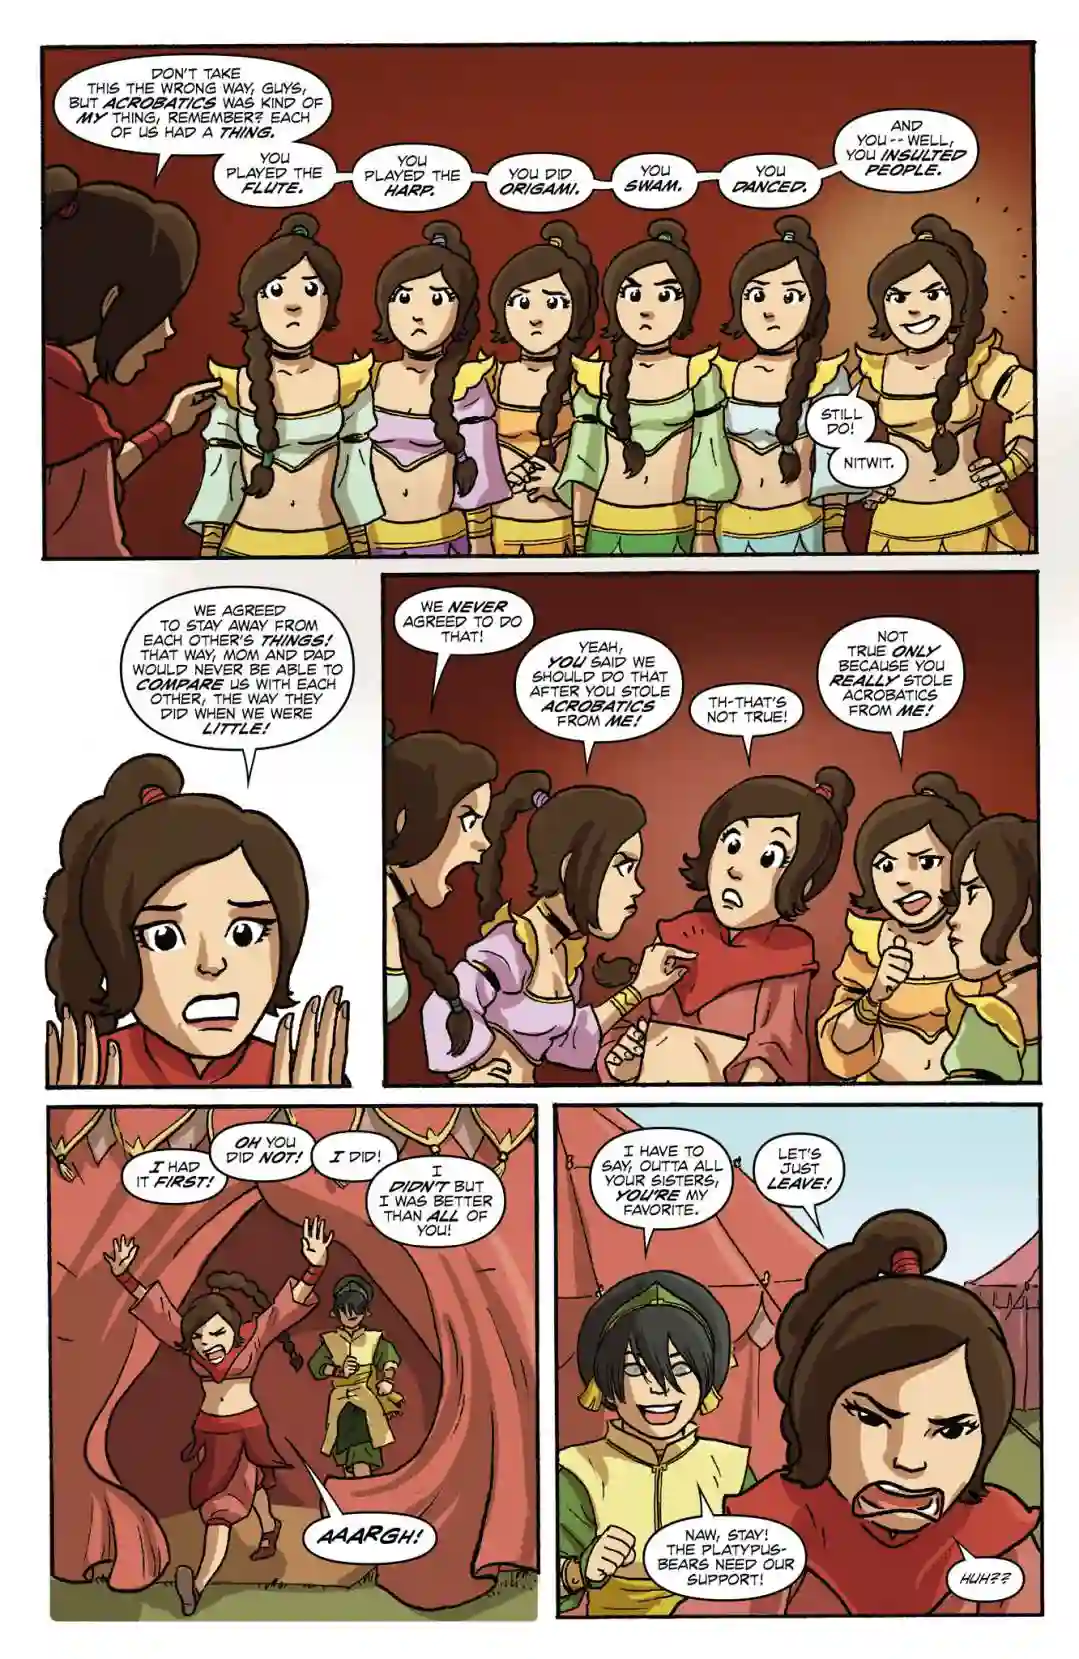 DON'T TAKE
THIS THE WRONG WAY, GUYS,
BUT ACROBATICS WAS KIND OF
MY THING, REMEMBER? EACH
OF US HAD A THING.
YOU
PLAYED THE
FLUTE.
YOU
PLAYED THE
HARP.
YOU DID
ORIGAMI.
YOU
SWAM.
YOU
DANCED.
AND
YOU--WELL,
YOU INSULTED
PEOPLE.
STILL
DO!
NITWIT.
WE AGREED
TO STAY AWAY FROM
EACH OTHER'S THINGS!
THAT WAY, MOM AND DAD
WOULD NEVER BE ABLE TO
COMPARE US WITH EACH
OTHER, THE WAY THEY
DID WHEN WE WERE
LITTLE!
WE NEVER
AGREED TO DO
THAT!
YEAH,
YOU SAID WE
SHOULD DO THAT
AFTER YOU STOLE
ACROBATICS
FROM ME!
TH-THAT'S
NOT TRUE!
NOT
TRUE ONLY
BECAUSE YOU
REALLY STOLE
ACROBATICS
FROM ME!
I HAD
IT FIRST!
OH YOU
DID NOT!
I DID!
I
DIDN'T BUT
I WAS BETTER
THAN ALL OF
YOU!
AAARGH!
I HAVE TO
SAY, OUTTA ALL
YOUR SISTERS,
YOU'RE MY
FAVORITE.
LET'S
JUST
LEAVE!
NAW, STAY!
THE PLATYPUS-
BEARS NEED OUR
SUPPORT!
HUH??